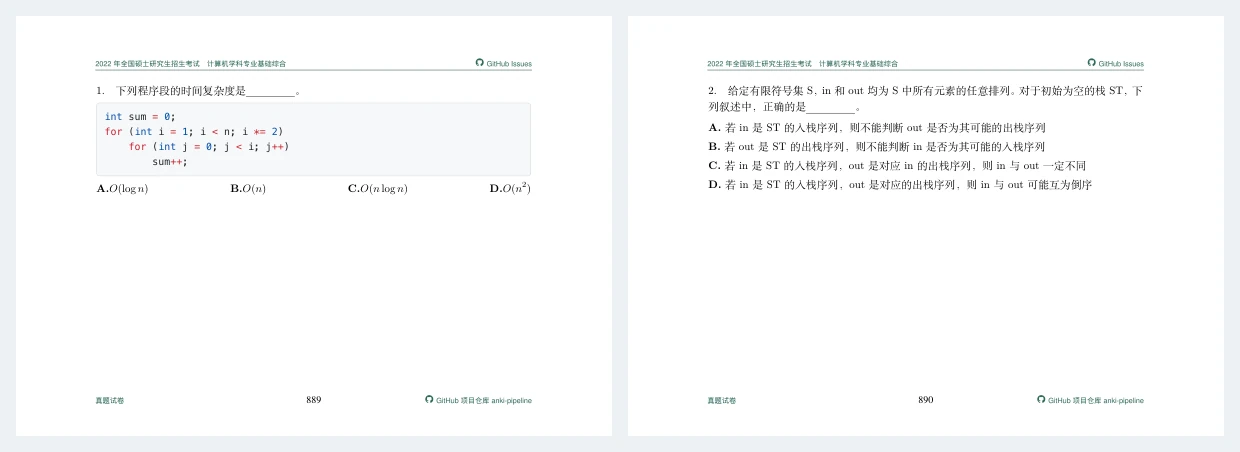 2022 年全国硕士研究生招生考试 计算机学科专业基础综合 GitHub Issues
1. 下列程序段的时间复杂度是________。
int sum = 0;
for (int i = 1; i < n; i *= 2)
    for (int j = 0; j < i; j++)
        sum++;
A.O(log n) B.O(n) C.O(n log n) D.O(n²)
真题试卷 889 GitHub 项目仓库 anki-pipeline
2022 年全国硕士研究生招生考试 计算机学科专业基础综合 GitHub Issues
2. 给定有限符号集 S, in 和 out 均为 S 中所有元素的任意排列。对于初始为空的栈 ST, 下
列叙述中, 正确的是________。
A. 若 in 是 ST 的入栈序列, 则不能判断 out 是否为其可能的出栈序列
B. 若 out 是 ST 的出栈序列, 则不能判断 in 是否为其可能的入栈序列
C. 若 in 是 ST 的入栈序列, out 是对应 in 的出栈序列, 则 in 与 out 一定不同
D. 若 in 是 ST 的入栈序列, out 是对应的出栈序列, 则 in 与 out 可能互为倒序
真题试卷 890 GitHub 项目仓库 anki-pipeline